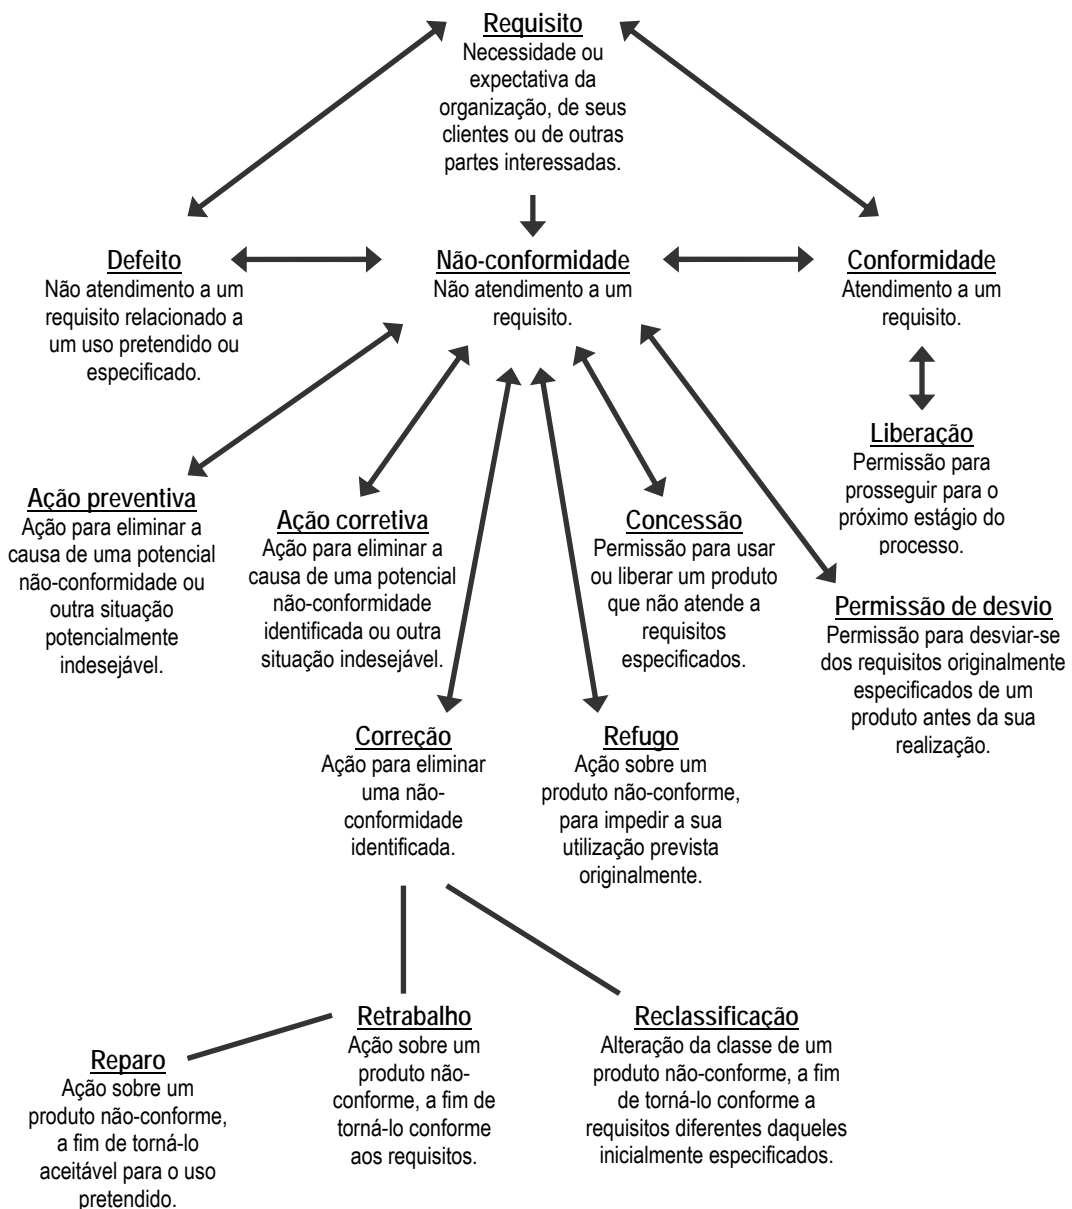 Requisito
Necessidade ou
expectativa da
organização, de seus
clientes ou de outras
partes interessadas.
Defeito
Não atendimento a um
requisito relacionado a
um uso pretendido ou
especificado.
Não-conformidade
Não atendimento a um
requisito.
Conformidade
Atendimento a um
requisito.
Liberação
Permissão para
prosseguir para o
próximo estágio do
processo.
Ação preventiva
Ação para eliminar a
causa de uma potencial
não-conformidade ou
outra situação
potencialmente
indesejável.
Ação corretiva
Ação para eliminar a
causa de uma potencial
não-conformidade
identificada ou outra
situação indesejável.
Concessão
Permissão para usar
ou liberar um produto
que não atende a
requisitos
especificados.
Permissão de desvio
Permissão para desviar-se
dos requisitos originalmente
especificados de um
produto antes da sua
realização.
Correção
Ação para eliminar
uma não-
conformidade
identificada.
Refugo
Ação sobre um
produto não-conforme,
para impedir a sua
utilização prevista
originalmente.
Reparo
Ação sobre um
produto não-conforme,
a fim de torná-lo
aceitável para o uso
pretendido.
Retrabalho
Ação sobre um
produto não-
conforme, a fim de
torná-lo conforme
aos requisitos.
Reclassificação
Alteração da classe de um
produto não-conforme, a fim
de torná-lo conforme a
requisitos diferentes daqueles
inicialmente especificados.